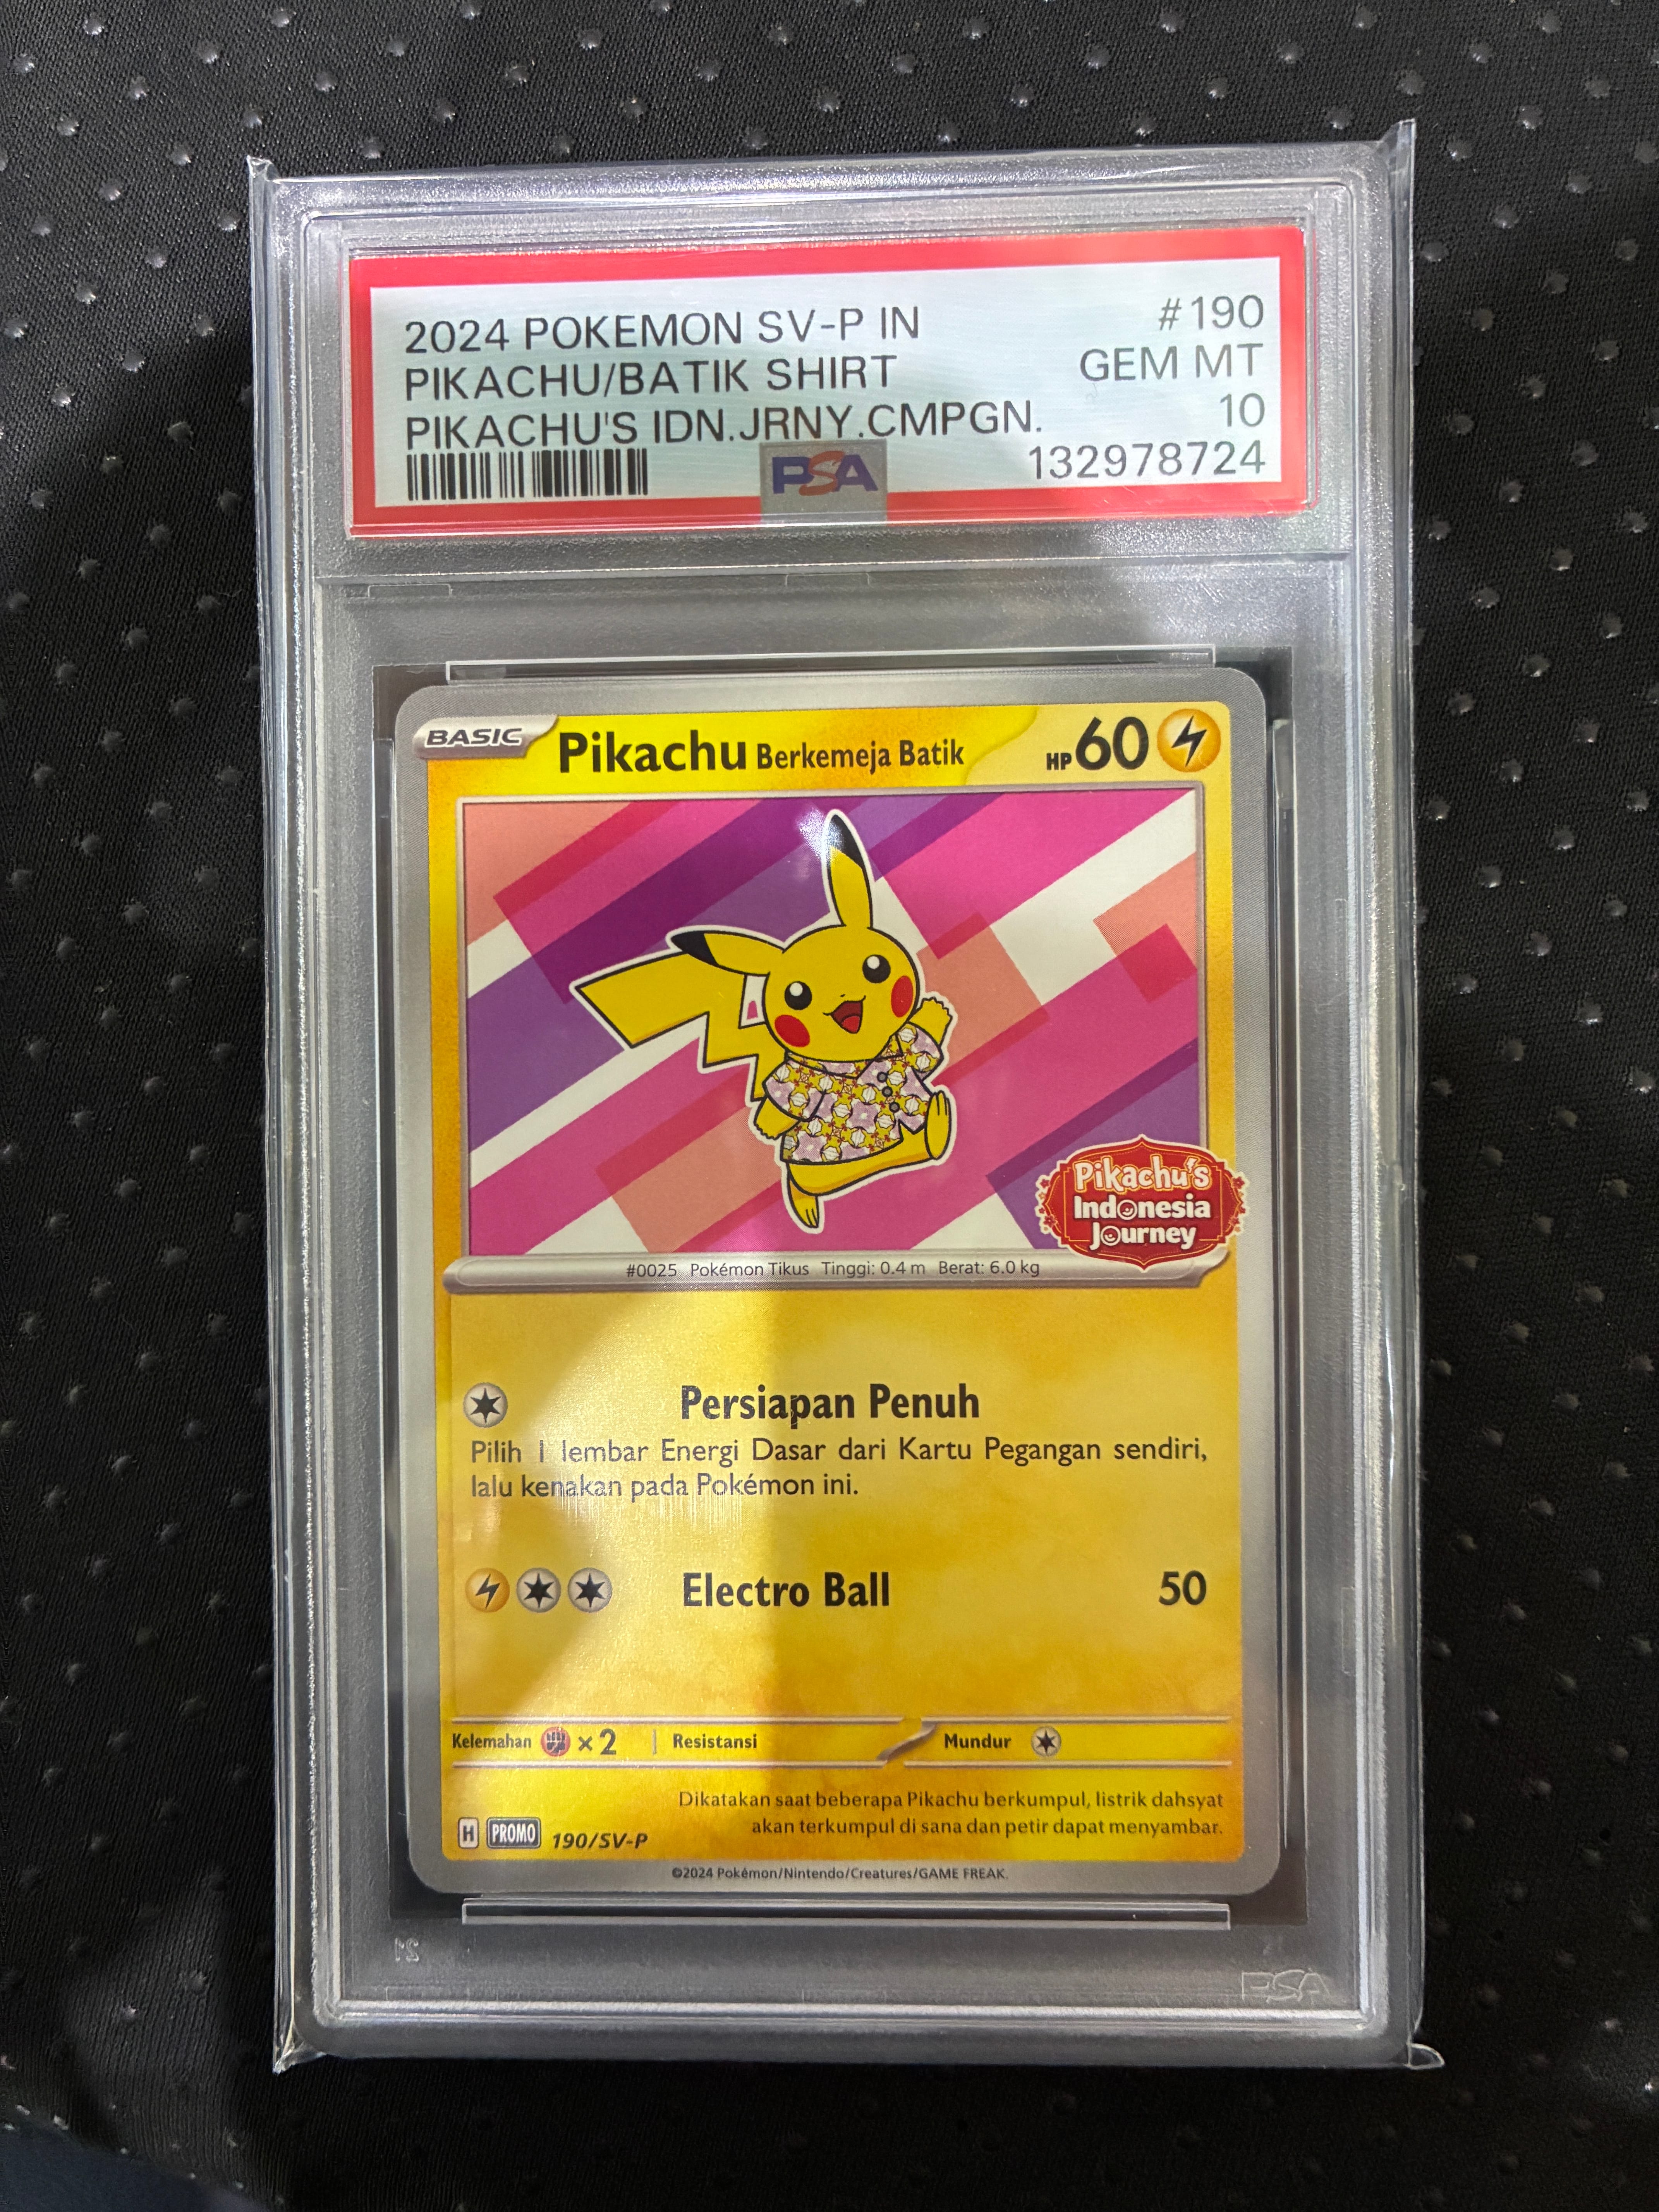 2024 POKEMON SV-P IN #190
PIKACHU/BATIK SHIRT GEM MT
PIKACHU'S IDN.JRNY.CMPGN. 10
PSA 132978724
BASIC Pikachu Berkemeja Batik HP 60
Pikachu's
Indonesia
Journey
#0025 Pokémon Tikus Tinggi: 0.4 m Berat: 6.0 kg
Persiapan Penuh
Pilih 1 lembar Energi Dasar dari Kartu Pegangan sendiri,
lalu kenakan pada Pokémon ini.
Electro Ball 50
Kelemahan × 2 Resistansi Mundur
Dikatakan saat beberapa Pikachu berkumpul, listrik dahsyat
akan terkumpul di sana dan petir dapat menyambar.
H PROMO 190/SV-P
©2024 Pokémon/Nintendo/Creatures/GAME FREAK.
PSA